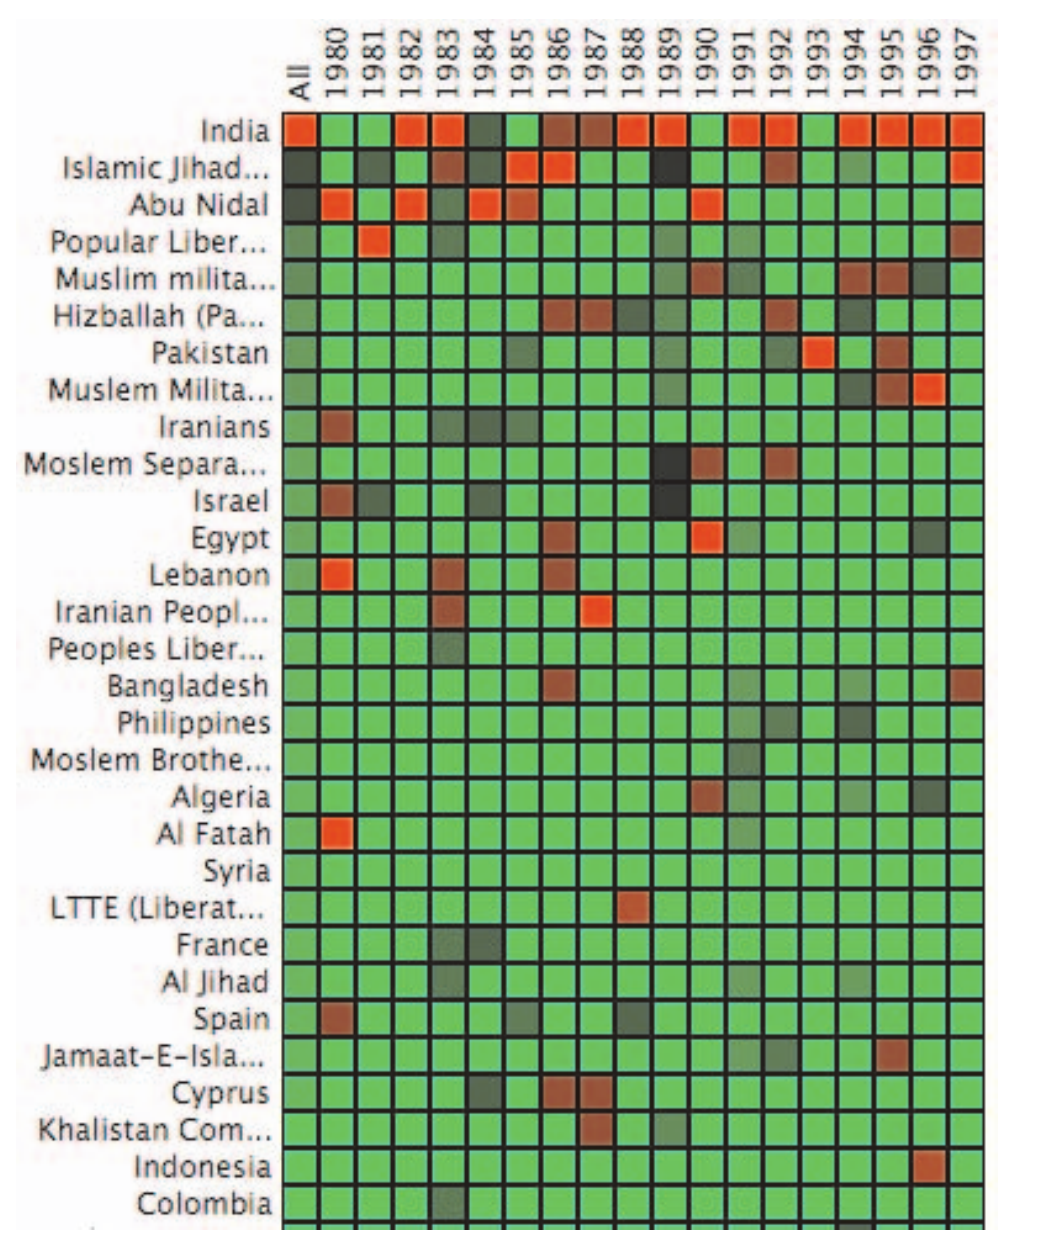 All 1980 1981 1982 1983 1984 1985 1986 1987 1988 1989 1990 1991 1992 1993 1994 1995 1996 1997
India
Islamic Jihad...
Abu Nidal
Popular Liber...
Muslim milita...
Hizballah (Pa...
Pakistan
Muslem Milita...
Iranians
Moslem Separa...
Israel
Egypt
Lebanon
Iranian Peopl...
Peoples Liber...
Bangladesh
Philippines
Moslem Brothe...
Algeria
Al Fatah
Syria
LTTE (Liberat...
France
Al Jihad
Spain
Jamaat-E-Isla...
Cyprus
Khalistan Com...
Indonesia
Colombia